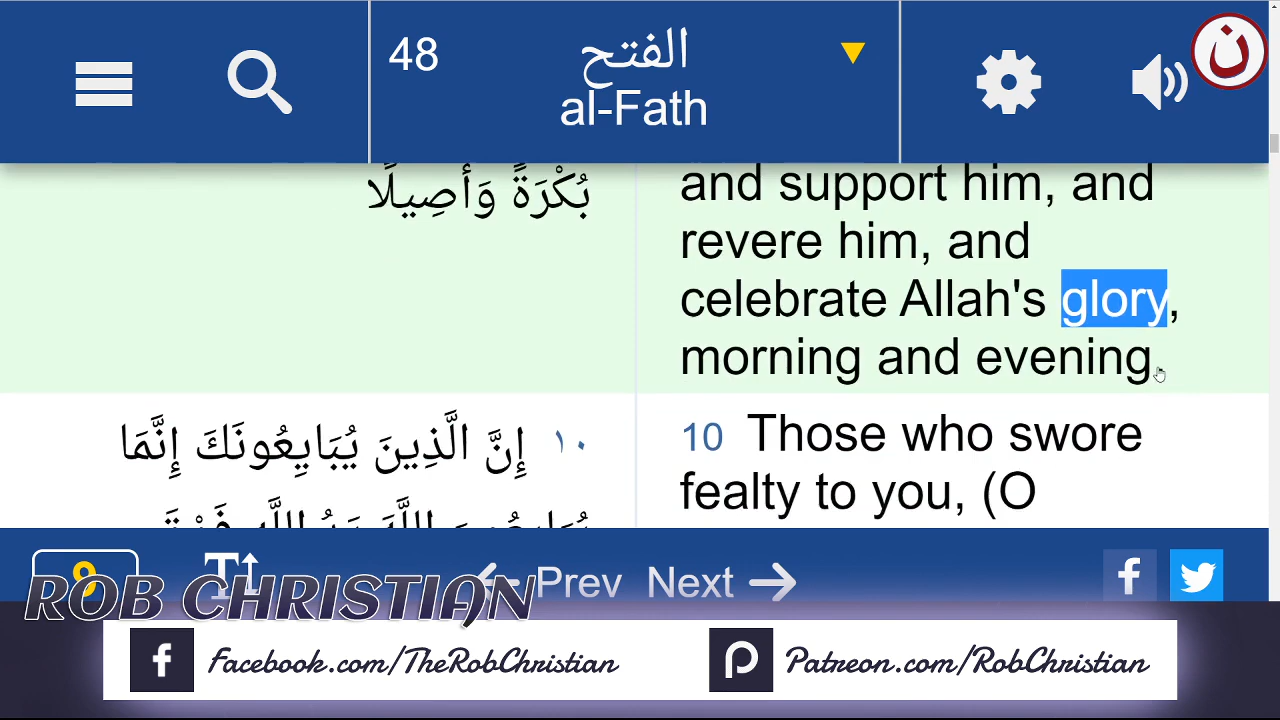 48
الفتح
al-Fath
ن
بُكْرَةً وَأَصِيلًا
and support him, and
revere him, and
celebrate Allah's glory,
morning and evening.
١٠ إِنَّ الَّذِينَ يُبَايِعُونَكَ إِنَّمَا
10 Those who swore
fealty to you, (O
9
T
Prev Next
ROB CHRISTIAN
Facebook.com/TheRobChristian
Patreon.com/RobChristian